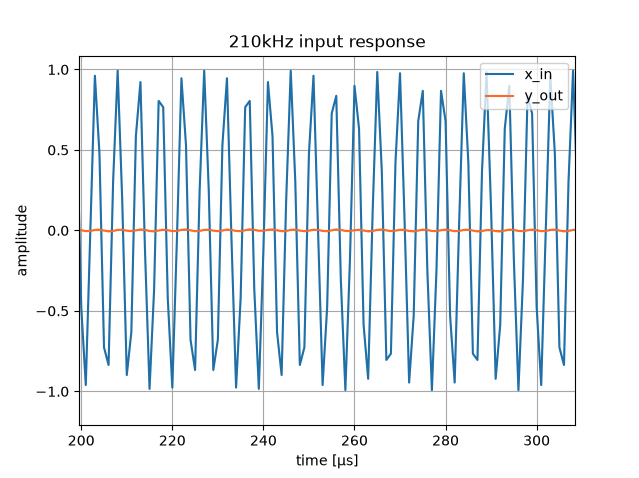 210kHz input response
x_in
y_out
1.0
0.5
0.0
−0.5
−1.0
amplitude
200 220 240 260 280 300
time [µs]